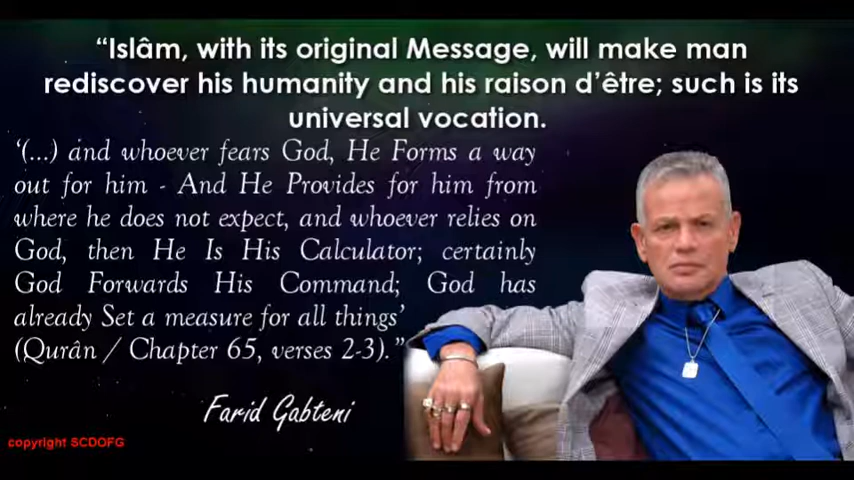 “Islâm, with its original Message, will make man
rediscover his humanity and his raison d’être; such is its
universal vocation.
‘(...) and whoever fears God, He Forms a way
out for him - And He Provides for him from
where he does not expect, and whoever relies on
God, then He Is His Calculator; certainly
God Forwards His Command; God has
already Set a measure for all things’
(Qurân / Chapter 65, verses 2-3).”
Farid Gabteni
copyright SCDOFG